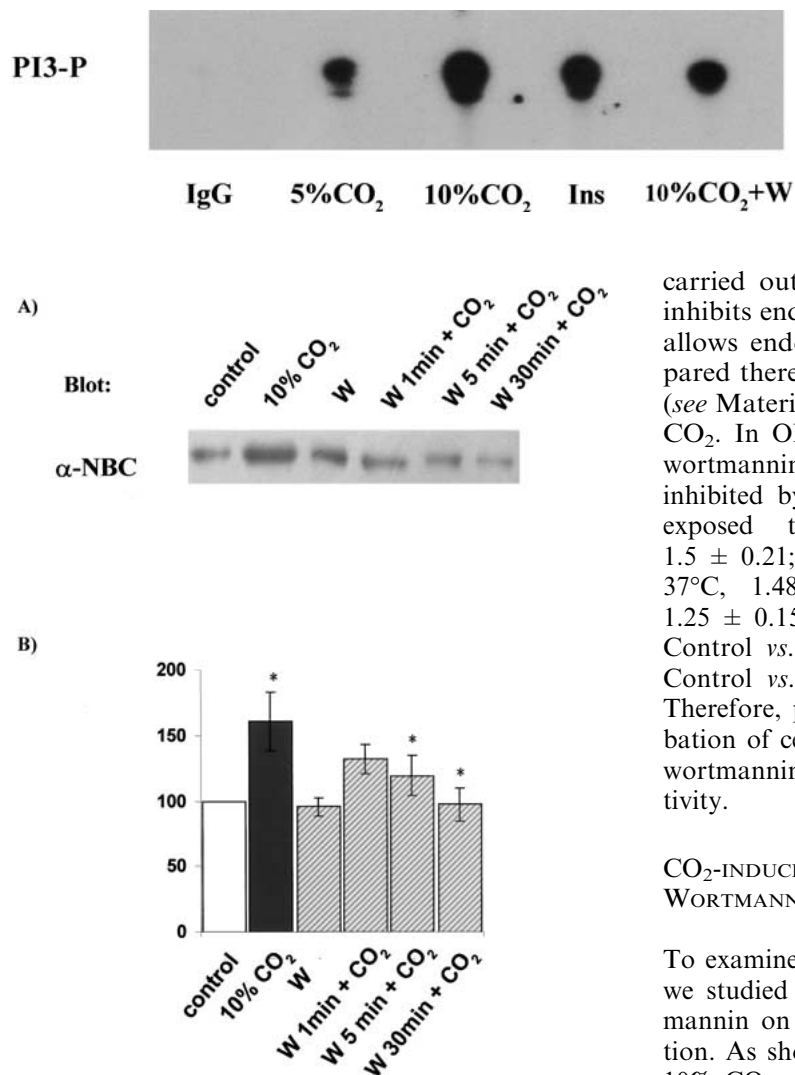 PI3-P
IgG 5%CO₂ 10%CO₂ Ins 10%CO₂+W
A)
Blot:
control 10% CO₂ W W 1min + CO₂ W 5 min + CO₂ W 30min + CO₂
α-NBC
B)
200
150
100
50
0
* * *
control 10% CO₂ W W 1min + CO₂ W 5 min + CO₂ W 30min + CO₂
carried out
inhibits end
allows end
pared there
(see Materi
CO₂. In O
wortmannin
inhibited by
exposed t
1.5 ± 0.21;
37°C, 1.48
1.25 ± 0.15
Control vs.
Control vs.
Therefore, p
bation of ce
wortmannin
tivity.
CO₂-INDUC
WORTMANN
To examine
we studied
mannin on
tion. As sho
10% CO